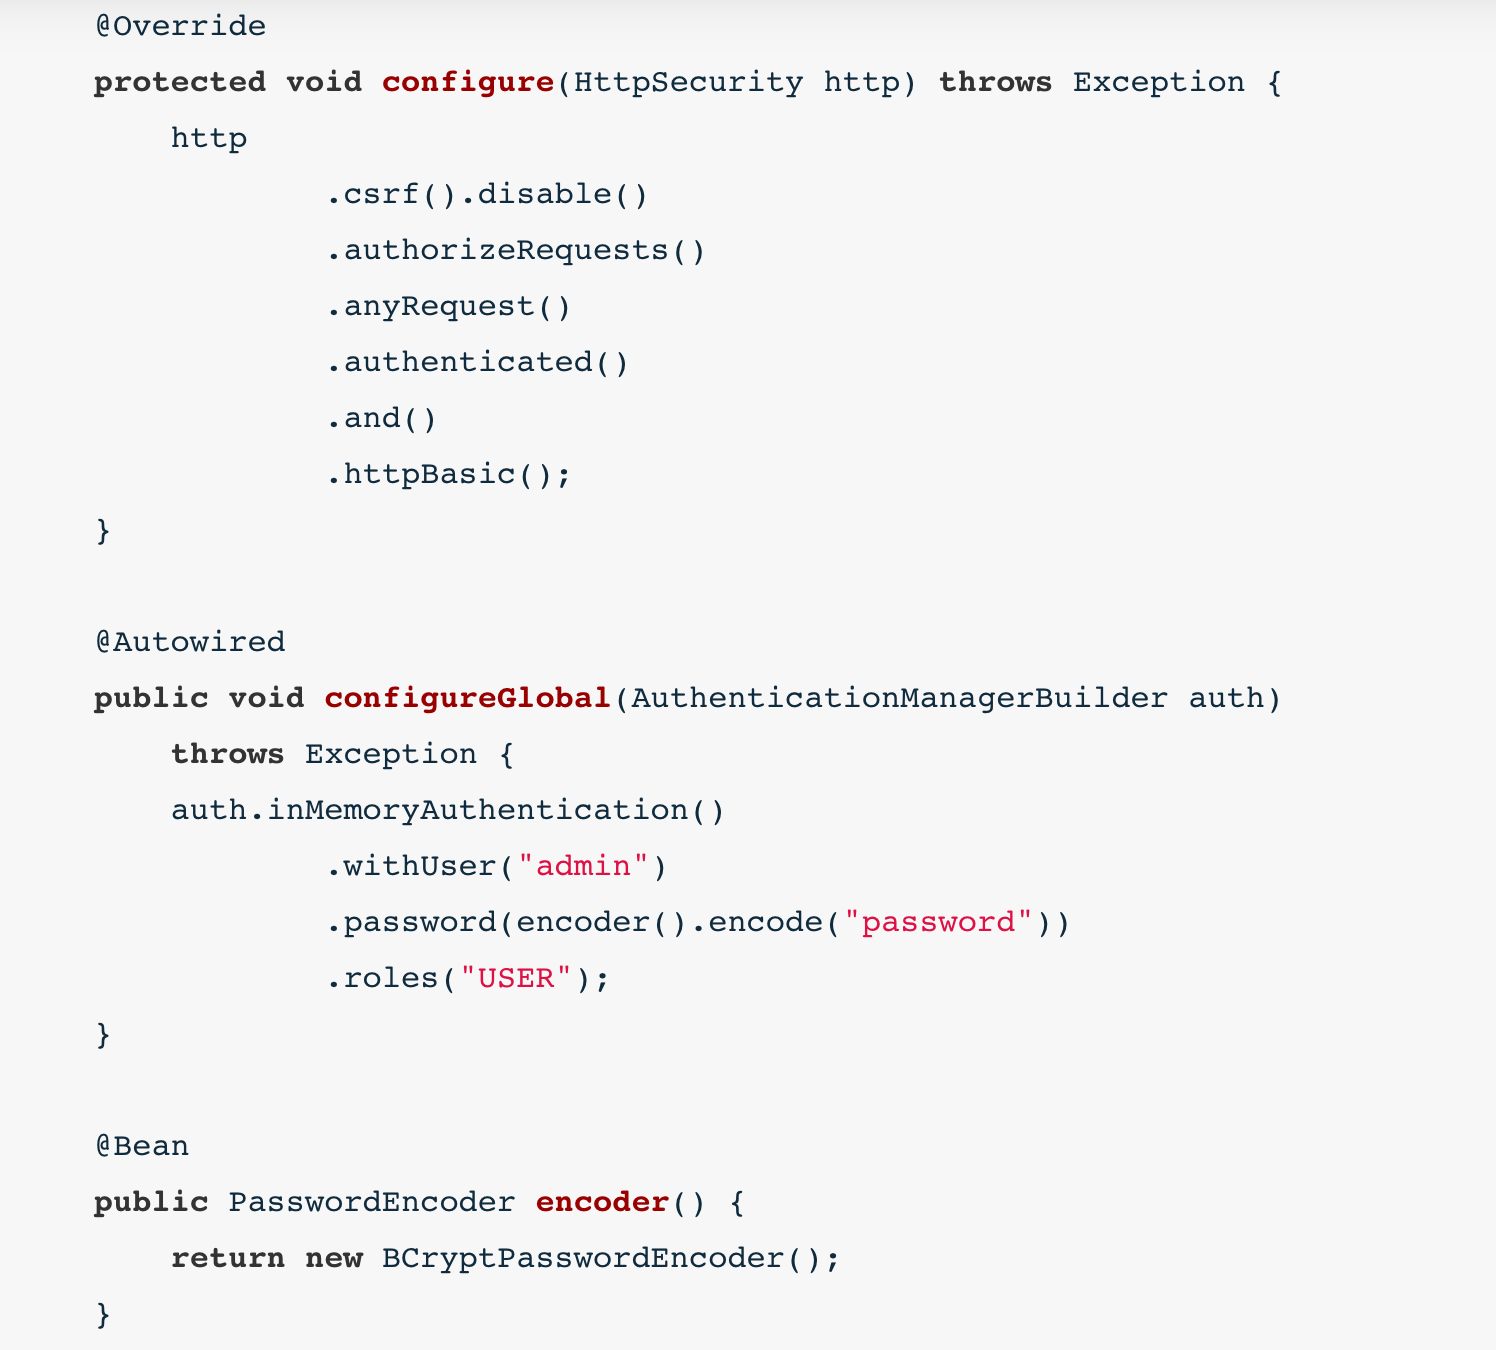 @Override
protected void configure(HttpSecurity http) throws Exception {
    http
            .csrf().disable()
            .authorizeRequests()
            .anyRequest()
            .authenticated()
            .and()
            .httpBasic();
}

@Autowired
public void configureGlobal(AuthenticationManagerBuilder auth)
    throws Exception {
    auth.inMemoryAuthentication()
            .withUser("admin")
            .password(encoder().encode("password"))
            .roles("USER");
}

@Bean
public PasswordEncoder encoder() {
    return new BCryptPasswordEncoder();
}